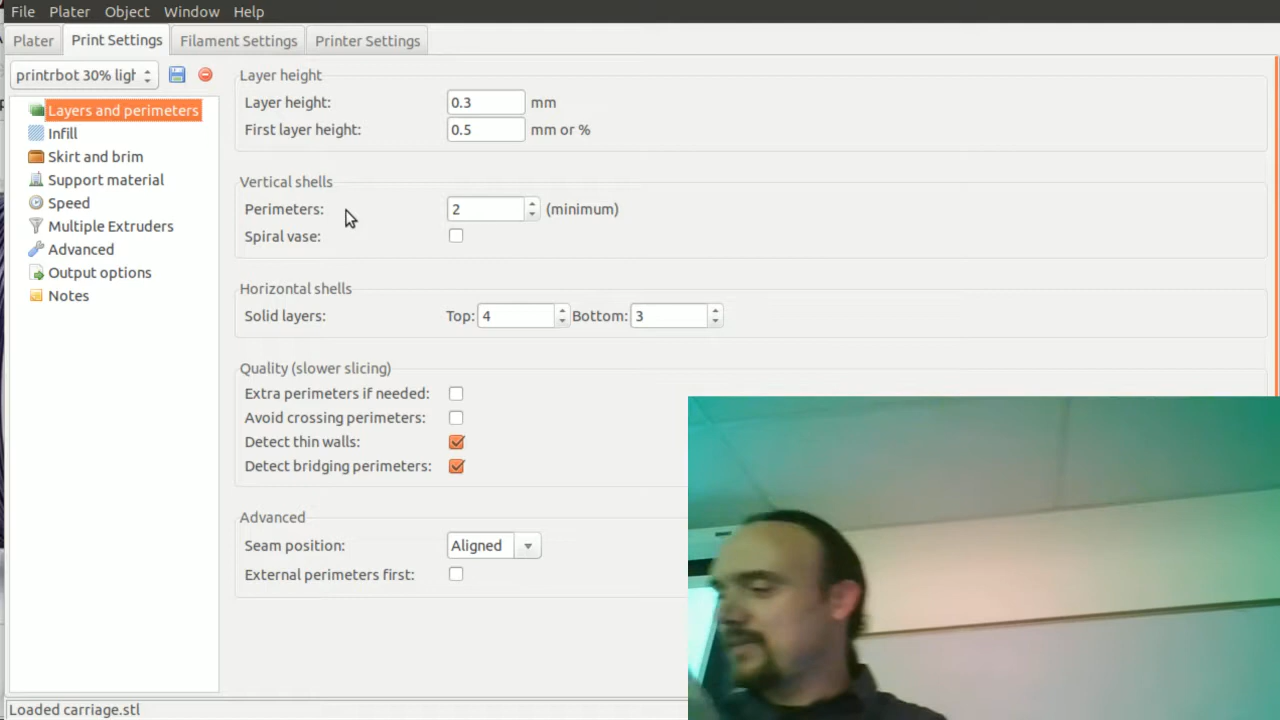 File Plater Object Window Help
Plater Print Settings Filament Settings Printer Settings
printrbot 30% ligh
Layers and perimeters
Infill
Skirt and brim
Support material
Speed
Multiple Extruders
Advanced
Output options
Notes
Layer height
Layer height: 0.3 mm
First layer height: 0.5 mm or %
Vertical shells
Perimeters: 2 (minimum)
Spiral vase:
Horizontal shells
Solid layers: Top: 4 Bottom: 3
Quality (slower slicing)
Extra perimeters if needed:
Avoid crossing perimeters:
Detect thin walls:
Detect bridging perimeters:
Advanced
Seam position: Aligned
External perimeters first:
Loaded carriage.stl